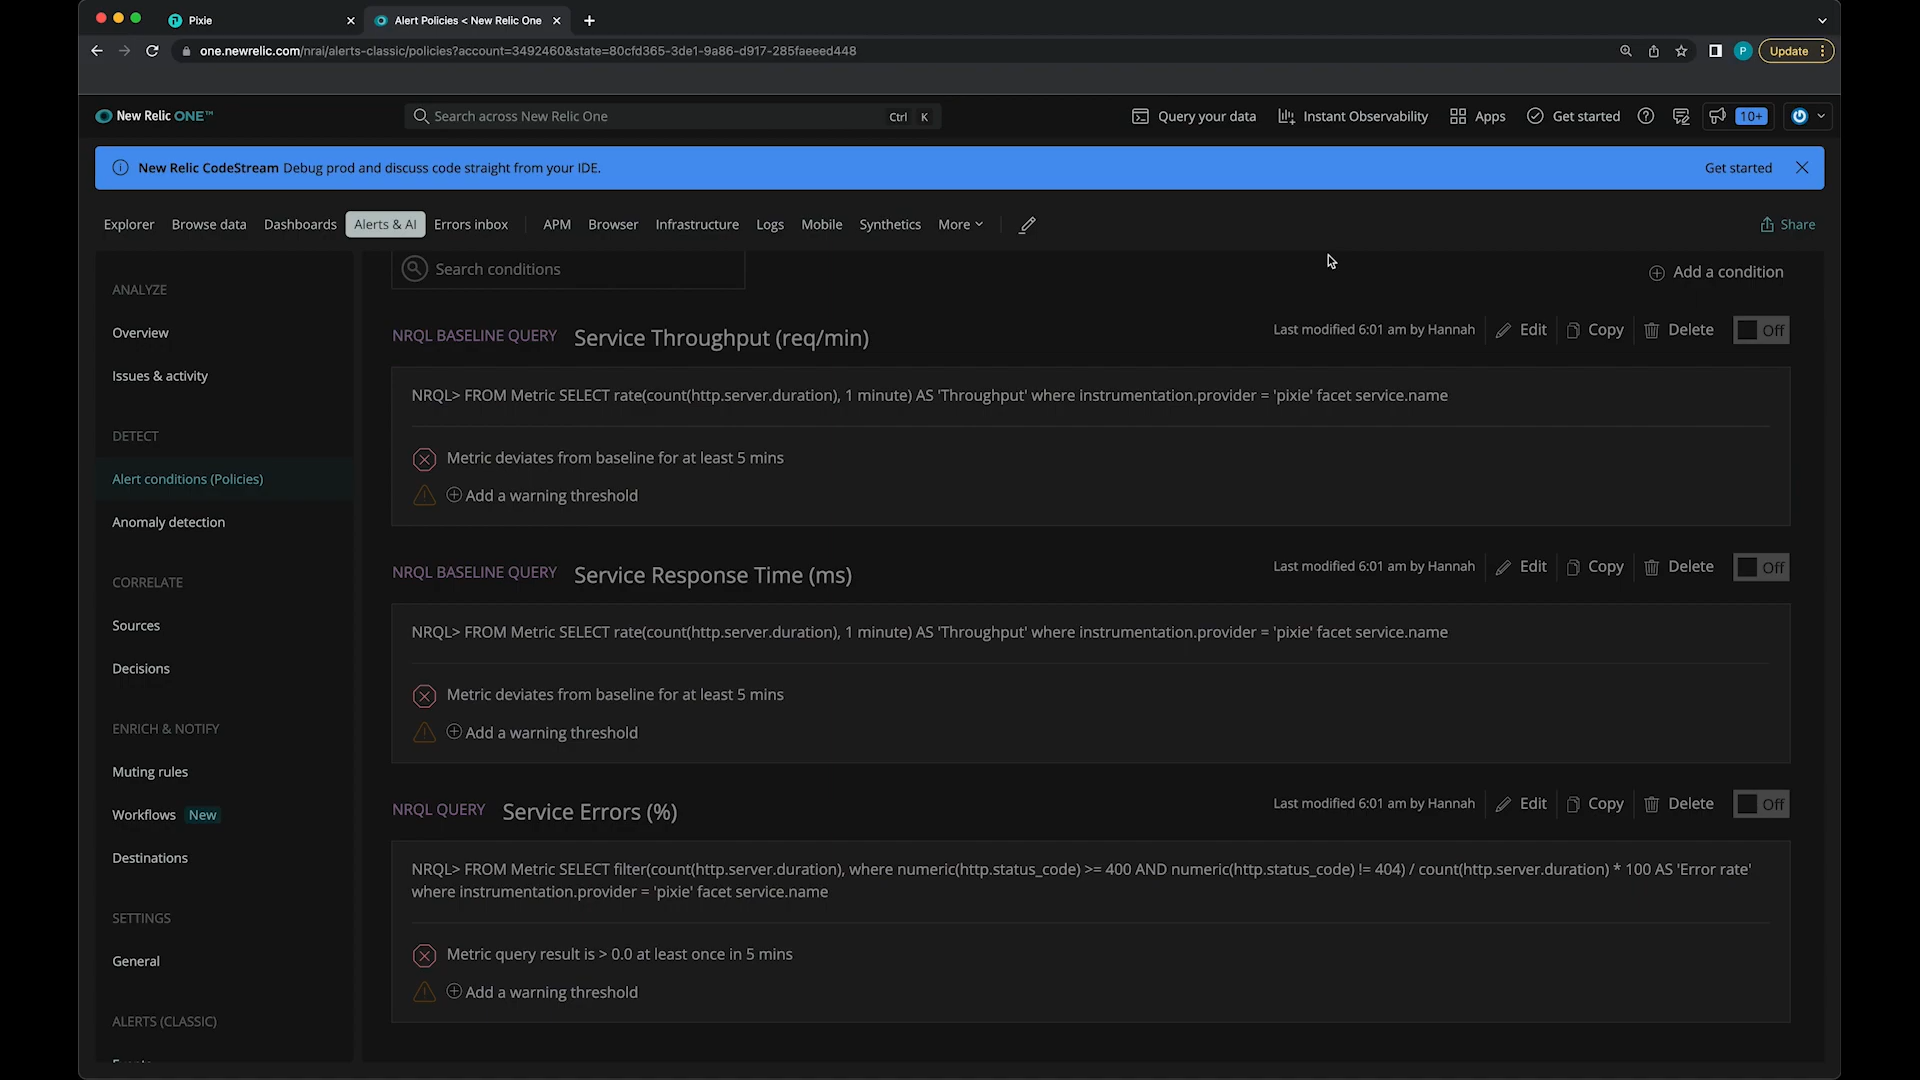 Pixie
Alert Policies < New Relic One
one.newrelic.com/nrai/alerts-classic/policies?account=3492460&state=80cfd365-3de1-9a86-d917-285faeeed448
P
Update
New Relic ONE™
Search across New Relic One
Ctrl K
Query your data
Instant Observability
Apps
Get started
10+
New Relic CodeStream Debug prod and discuss code straight from your IDE.
Get started
Explorer
Browse data
Dashboards
Alerts & AI
Errors inbox
APM
Browser
Infrastructure
Logs
Mobile
Synthetics
More
Share
ANALYZE
Overview
Issues & activity
DETECT
Alert conditions (Policies)
Anomaly detection
CORRELATE
Sources
Decisions
ENRICH & NOTIFY
Muting rules
Workflows New
Destinations
SETTINGS
General
ALERTS (CLASSIC)
Search conditions
Add a condition
NRQL BASELINE QUERY Service Throughput (req/min)
Last modified 6:01 am by Hannah Edit Copy Delete Off
NRQL> FROM Metric SELECT rate(count(http.server.duration), 1 minute) AS 'Throughput' where instrumentation.provider = 'pixie' facet service.name
Metric deviates from baseline for at least 5 mins
Add a warning threshold
NRQL BASELINE QUERY Service Response Time (ms)
Last modified 6:01 am by Hannah Edit Copy Delete Off
NRQL> FROM Metric SELECT rate(count(http.server.duration), 1 minute) AS 'Throughput' where instrumentation.provider = 'pixie' facet service.name
Metric deviates from baseline for at least 5 mins
Add a warning threshold
NRQL QUERY Service Errors (%)
Last modified 6:01 am by Hannah Edit Copy Delete Off
NRQL> FROM Metric SELECT filter(count(http.server.duration), where numeric(http.status_code) >= 400 AND numeric(http.status_code) != 404) / count(http.server.duration) * 100 AS 'Error rate'
where instrumentation.provider = 'pixie' facet service.name
Metric query result is > 0.0 at least once in 5 mins
Add a warning threshold